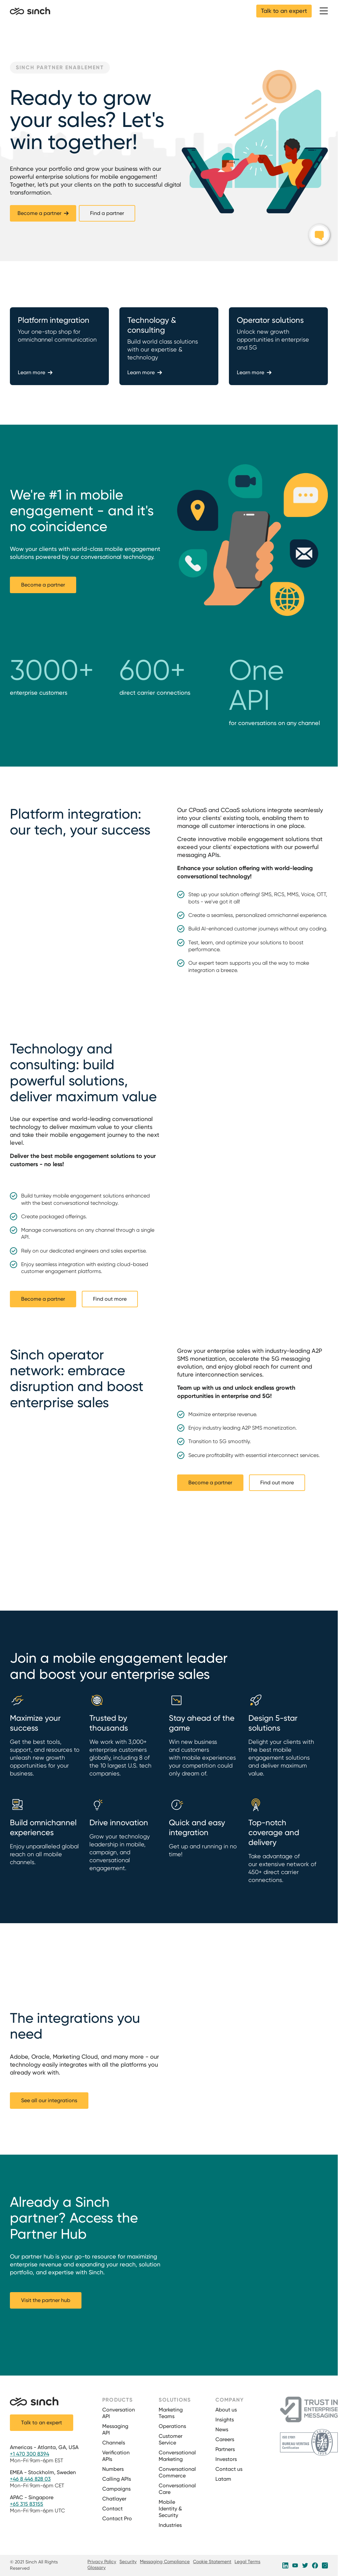 sinch
Talk to an expert
SINCH PARTNER ENABLEMENT
Ready to grow
your sales? Let's
win together!
Enhance your portfolio and grow your business with our
powerful enterprise solutions for mobile engagement!
Together, let's put your clients on the path to successful digital
transformation.
Become a partner
Find a partner
Platform integration
Your one-stop shop for
omnichannel communication
Learn more
Technology &
consulting
Build world class solutions
with our expertise &
technology
Learn more
Operator solutions
Unlock new growth
opportunities in enterprise
and 5G
Learn more
We're #1 in mobile
engagement - and it's
no coincidence
Wow your clients with world-class mobile engagement
solutions powered by our conversational technology.
Become a partner
3000+
enterprise customers
600+
direct carrier connections
One
API
for conversations on any channel
Platform integration:
our tech, your success
Our CPaaS and CCaaS solutions integrate seamlessly
into your clients' existing tools, enabling them to
manage all customer interactions in one place.
Create innovative mobile engagement solutions that
exceed your clients' expectations with our powerful
messaging APIs.
Enhance your solution offering with world-leading
conversational technology!
Step up your solution offering! SMS, RCS, MMS, Voice, OTT,
bots - we've got it all!
Create a seamless, personalized omnichannel experience.
Build AI-enhanced customer journeys without any coding.
Test, learn, and optimize your solutions to boost
performance.
Our expert team supports you all the way to make
integration a breeze.
Technology and
consulting: build
powerful solutions,
deliver maximum value
Use our expertise and world-leading conversational
technology to deliver maximum value to your clients
and take their mobile engagement journey to the next
level.
Deliver the best mobile engagement solutions to your
customers - no less!
Build turnkey mobile engagement solutions enhanced
with the best conversational technology.
Create packaged offerings.
Manage conversations on any channel through a single
API.
Rely on our dedicated engineers and sales expertise.
Enjoy seamless integration with existing cloud-based
customer engagement platforms.
Become a partner
Find out more
Sinch operator
network: embrace
disruption and boost
enterprise sales
Grow your enterprise sales with industry-leading A2P
SMS monetization, accelerate the 5G messaging
evolution, and enjoy global reach for current and
future interconnection services.
Team up with us and unlock endless growth
opportunities in enterprise and 5G!
Maximize enterprise revenue.
Enjoy industry leading A2P SMS monetization.
Transition to 5G smoothly.
Secure profitability with essential interconnect services.
Become a partner
Find out more
Join a mobile engagement leader
and boost your enterprise sales
Maximize your
success
Get the best tools,
support, and resources to
unleash new growth
opportunities for your
business.
Trusted by
thousands
We work with 3,000+
enterprise customers
globally, including 8 of
the 10 largest U.S. tech
companies.
Stay ahead of the
game
Win new business
and customers
with mobile experiences
your competition could
only dream of.
Design 5-star
solutions
Delight your clients with
the best mobile
engagement solutions
and deliver maximum
value.
Build omnichannel
experiences
Enjoy unparalleled global
reach on all mobile
channels.
Drive innovation
Grow your technology
leadership in mobile,
campaign, and
conversational
engagement.
Quick and easy
integration
Get up and running in no
time!
Top-notch
coverage and
delivery
Take advantage of
our extensive network of
450+ direct carrier
connections.
The integrations you
need
Adobe, Oracle, Marketing Cloud, and many more - our
technology easily integrates with all the platforms you
already work with.
See all our integrations
Already a Sinch
partner? Access the
Partner Hub
Our partner hub is your go-to resource for maximizing
enterprise revenue and expanding your reach, solution
portfolio, and expertise with Sinch.
Visit the partner hub
sinch
Talk to an expert
Americas - Atlanta, GA, USA
+1 470 300 8394
Mon-Fri 9am-6pm EST
EMEA - Stockholm, Sweden
+46 8 446 828 03
Mon-Fri 9am-6pm CET
APAC - Singapore
+65 315 83155
Mon-Fri 9am-6pm UTC
PRODUCTS
Conversation
API
Messaging
API
Channels
Verification
APIs
Numbers
Calling APIs
Campaigns
Chatlayer
Contact
Contact Pro
SOLUTIONS
Marketing
Teams
Operations
Customer
Service
Conversational
Marketing
Conversational
Commerce
Conversational
Care
Mobile
Identity &
Security
Industries
COMPANY
About us
Insights
News
Careers
Partners
Investors
Contact us
Latam
TRUST IN
ENTERPRISE
MESSAGING
BUREAU VERITAS
Certification
© 2021 Sinch All Rights
Reserved
Privacy Policy Security Messaging Compliance Cookie Statement Legal Terms
Glossary